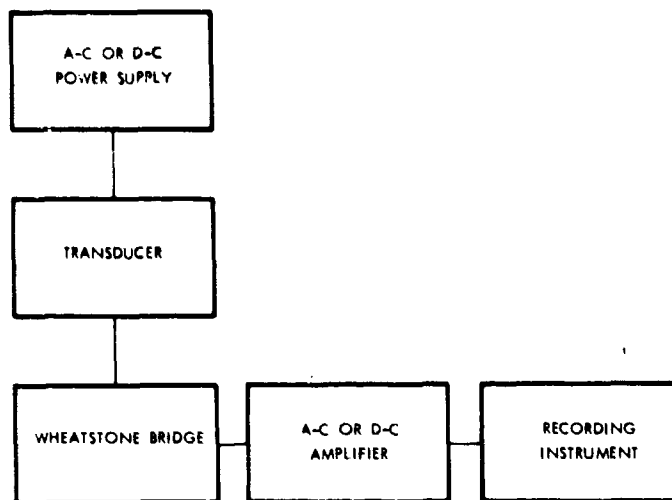 A-C OR D-C
POWER SUPPLY
TRANSDUCER
WHEATSTONE BRIDGE
A-C OR D-C
AMPLIFIER
RECORDING
INSTRUMENT